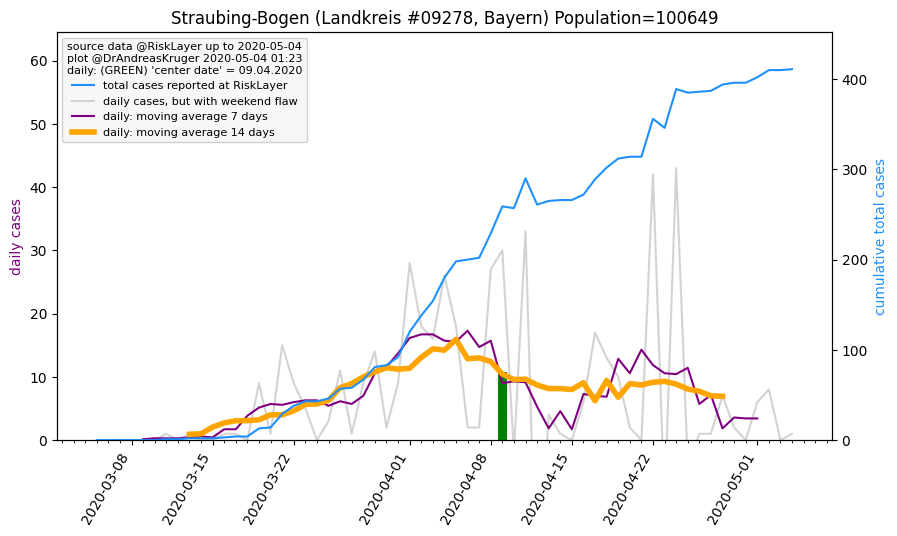 Straubing-Bogen (Landkreis #09278, Bayern) Population=100649
source data @RiskLayer up to 2020-05-04
plot @DrAndreasKruger 2020-05-04 01:23
daily: (GREEN) 'center date' = 09.04.2020
total cases reported at RiskLayer
daily cases, but with weekend flaw
daily: moving average 7 days
daily: moving average 14 days
daily cases
60
50
40
30
20
10
0
cumulative total cases
400
300
200
100
0
2020-03-08
2020-03-15
2020-03-22
2020-04-01
2020-04-08
2020-04-15
2020-04-22
2020-05-01